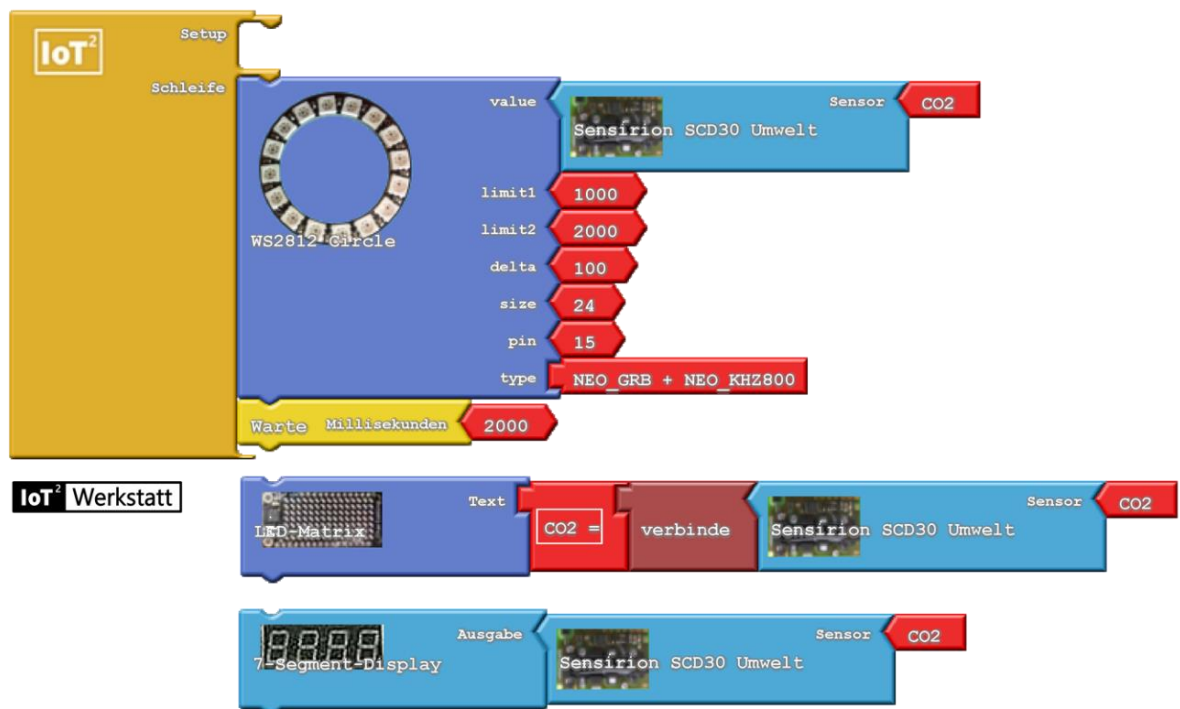 IoT²
Setup
Schleife
WS2812 Circle
value
Sensirion SCD30 Umwelt
Sensor
CO2
limit1
1000
limit2
2000
delta
100
size
24
pin
15
type
NEO_GRB + NEO_KHZ800
Warte Millisekunden 2000
IoT² Werkstatt
LED-Matrix
Text
CO2 =
verbinde
Sensirion SCD30 Umwelt
Sensor
CO2
7-Segment-Display
Ausgabe
Sensirion SCD30 Umwelt
Sensor
CO2